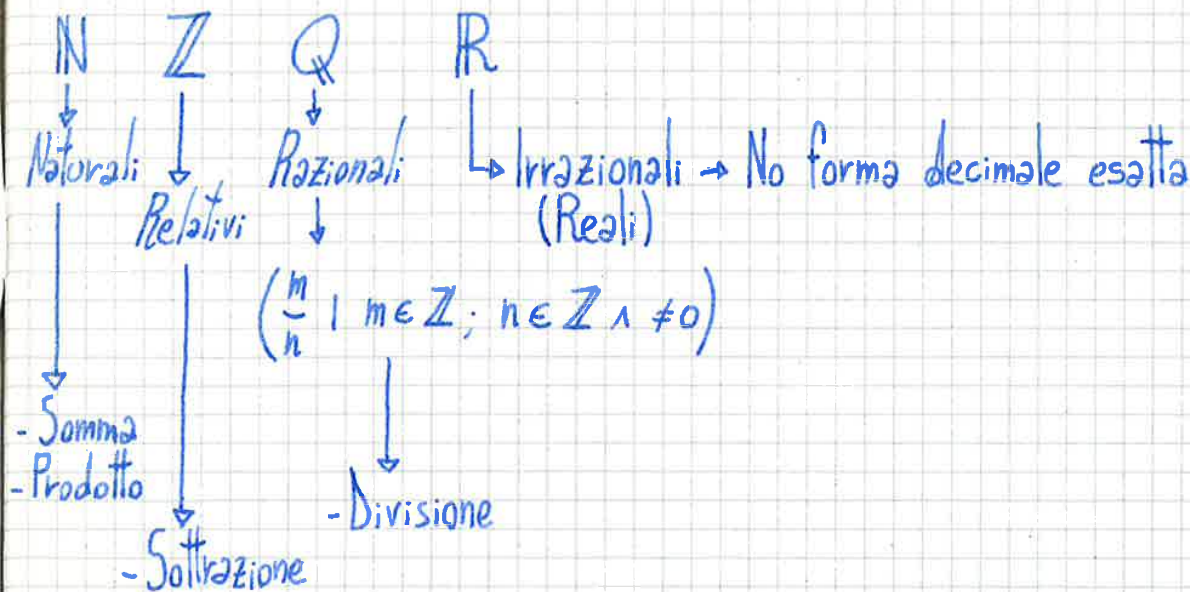 ℕ ℤ ℚ ℝ
Naturali Razionali Irrazionali → No forma decimale esatta
Relativi (Reali)
(m/n | m ∈ ℤ; n ∈ ℤ ∧ ≠0)
- Somma
- Prodotto
- Divisione
- Sottrazione